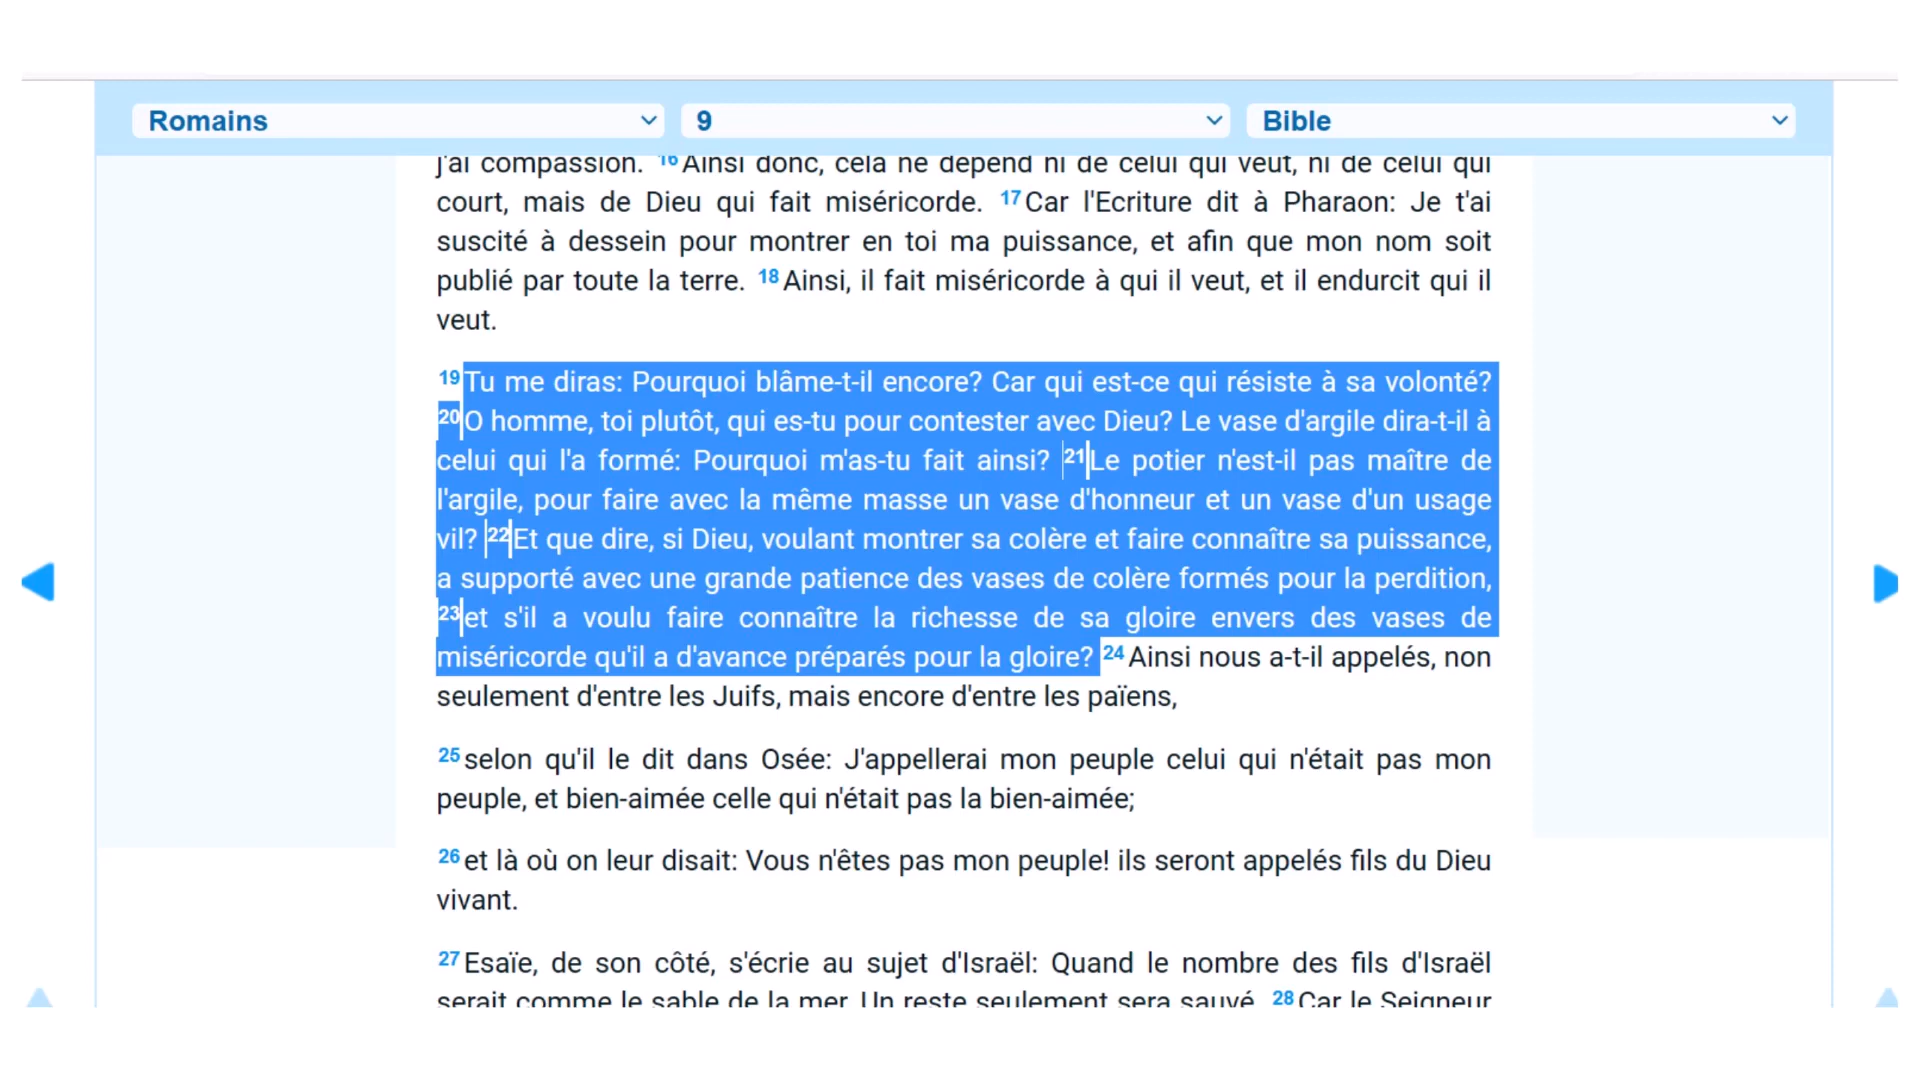 Romains 9 Bible
j'ai compassion. 16 Ainsi donc, cela ne dépend ni de celui qui veut, ni de celui qui
court, mais de Dieu qui fait miséricorde. 17 Car l'Ecriture dit à Pharaon: Je t'ai
suscité à dessein pour montrer en toi ma puissance, et afin que mon nom soit
publié par toute la terre. 18 Ainsi, il fait miséricorde à qui il veut, et il endurcit qui il
veut.
19 Tu me diras: Pourquoi blâme-t-il encore? Car qui est-ce qui résiste à sa volonté?
20 O homme, toi plutôt, qui es-tu pour contester avec Dieu? Le vase d'argile dira-t-il à
celui qui l'a formé: Pourquoi m'as-tu fait ainsi? 21 Le potier n'est-il pas maître de
l'argile, pour faire avec la même masse un vase d'honneur et un vase d'un usage
vil? 22 Et que dire, si Dieu, voulant montrer sa colère et faire connaître sa puissance,
a supporté avec une grande patience des vases de colère formés pour la perdition,
23 et s'il a voulu faire connaître la richesse de sa gloire envers des vases de
miséricorde qu'il a d'avance préparés pour la gloire? 24 Ainsi nous a-t-il appelés, non
seulement d'entre les Juifs, mais encore d'entre les païens,
25 selon qu'il le dit dans Osée: J'appellerai mon peuple celui qui n'était pas mon
peuple, et bien-aimée celle qui n'était pas la bien-aimée;
26 et là où on leur disait: Vous n'êtes pas mon peuple! ils seront appelés fils du Dieu
vivant.
27 Esaïe, de son côté, s'écrie au sujet d'Israël: Quand le nombre des fils d'Israël
serait comme le sable de la mer, Un reste seulement sera sauvé. 28 Car le Seigneur